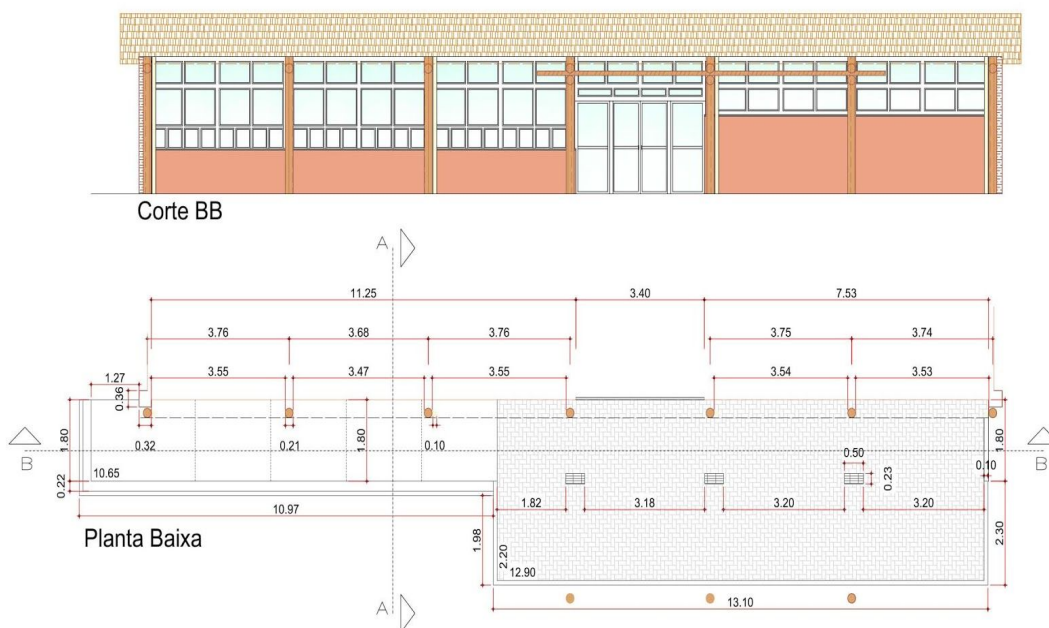 Corte BB
A
11.25 3.40 7.53
3.76 3.68 3.76 3.75 3.74
1.27 3.55 3.47 3.55 3.54 3.53
0.36
1.80 0.32 0.21 1.80 0.10 1.80
B 0.50 0.10 B
10.65 0.23
0.22 1.82 3.18 3.20 3.20
10.97
Planta Baixa 1.98 2.20 2.30
12.90
A 13.10